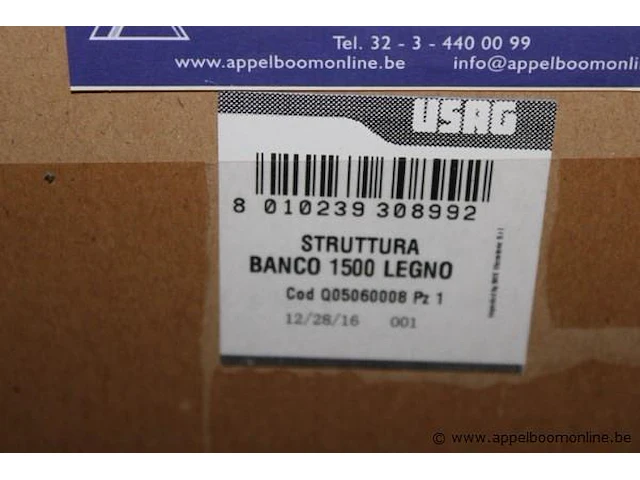 Tel. 32 - 3 - 440 00 99
www.appelboomonline.be info@appelboomonli
USAG
8 010239 308992
STRUTTURA
BANCO 1500 LEGNO
Cod Q05060008 Pz 1
12/28/16 001
© www.appelboomonline.be